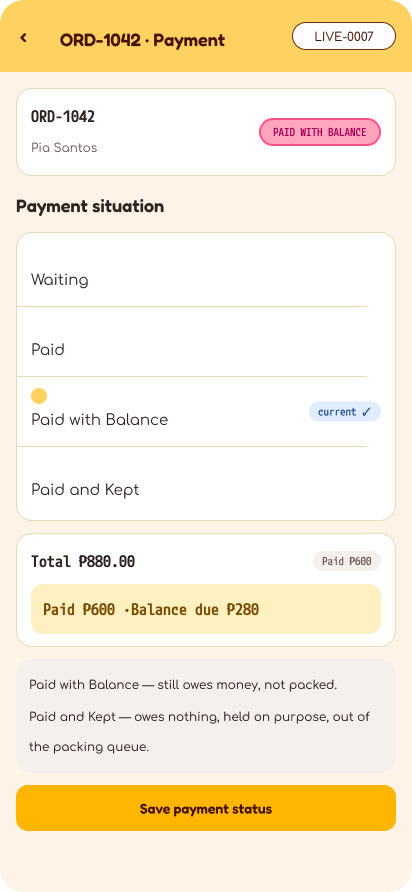 ORD-1042 · Payment
LIVE-0007
ORD-1042
Pia Santos
PAID WITH BALANCE
Payment situation
Waiting
Paid
Paid with Balance
current ✓
Paid and Kept
Total ₱880.00
Paid ₱600
Paid ₱600 ·Balance due ₱280
Paid with Balance — still owes money, not packed.
Paid and Kept — owes nothing, held on purpose, out of
the packing queue.
Save payment status